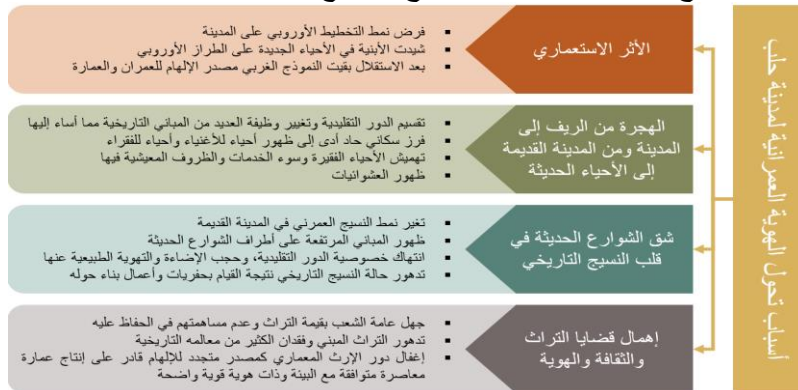 أسباب تحول الهوية العمرانية لمدينة حلب
الأثر الاستعماري
فرض نمط التخطيط الأوروبي على المدينة
شيدت الأبنية في الأحياء الجديدة على الطراز الأوروبي
بعد الاستقلال بقيت النموذج الغربي مصدر الإلهام للعمران والعمارة
الهجرة من الريف إلى
المدينة ومن المدينة القديمة
إلى الأحياء الحديثة
تقسيم الدور التقليدية وتغيير وظيفة العديد من المباني التاريخية مما أساء إليها
فرز سكاني حاد أدى إلى ظهور أحياء للأغنياء وأحياء للفقراء
تهميش الأحياء الفقيرة وسوء الخدمات والظروف المعيشية فيها
ظهور العشوائيات
شق الشوارع الحديثة في
قلب النسيج التاريخي
تغير نمط النسيج العمرني في المدينة القديمة
ظهور المباني المرتفعة على أطراف الشوارع الحديثة
انتهاك خصوصية الدور التقليدية، وحجب الإضاءة والتهوية الطبيعية عنها
تدهور حالة النسيج التاريخي نتيجة القيام بحفريات وأعمال بناء حوله
إهمال قضايا التراث
والثقافة والهوية
جهل عامة الشعب بقيمة التراث وعدم مساهمتهم في الحفاظ عليه
تدهور التراث المبني وفقدان الكثير من معالمه التاريخية
إغفال دور الإرث المعماري كمصدر متجدد للإلهام قادر على إنتاج عمارة
معاصرة متوافقة مع البيئة وذات هوية قوية واضحة